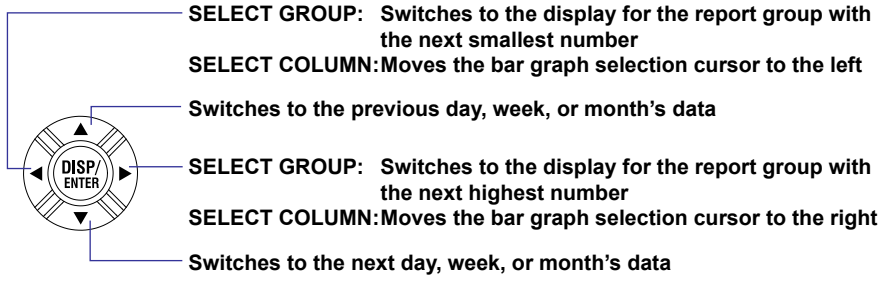 SELECT GROUP: Switches to the display for the report group with
the next smallest number
SELECT COLUMN:Moves the bar graph selection cursor to the left
Switches to the previous day, week, or month’s data
DISP/
ENTER
SELECT GROUP: Switches to the display for the report group with
the next highest number
SELECT COLUMN:Moves the bar graph selection cursor to the right
Switches to the next day, week, or month’s data